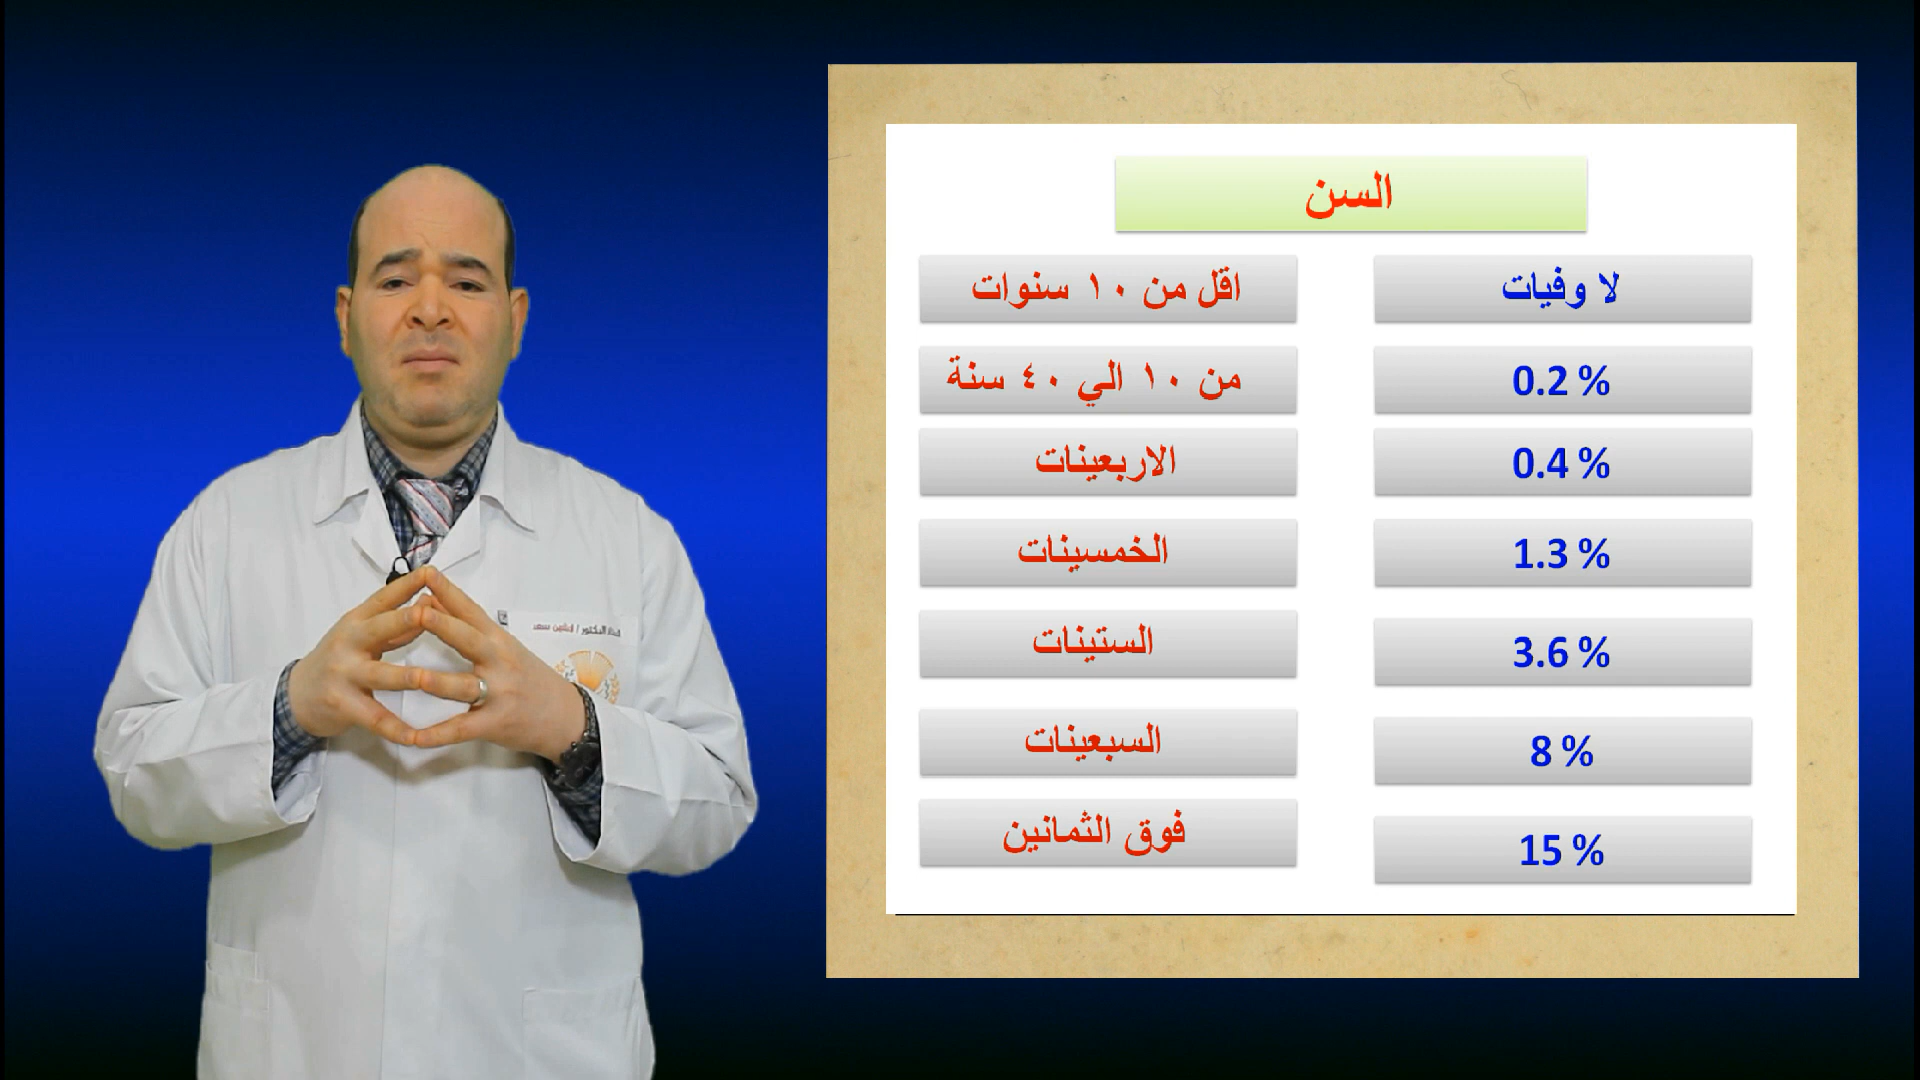 السن
اقل من ١٠ سنوات
لا وفيات
من ١٠ الي ٤٠ سنة
0.2 %
الاربعينات
0.4 %
الخمسينات
1.3 %
الستينات
3.6 %
السبعينات
8 %
فوق الثمانين
15 %